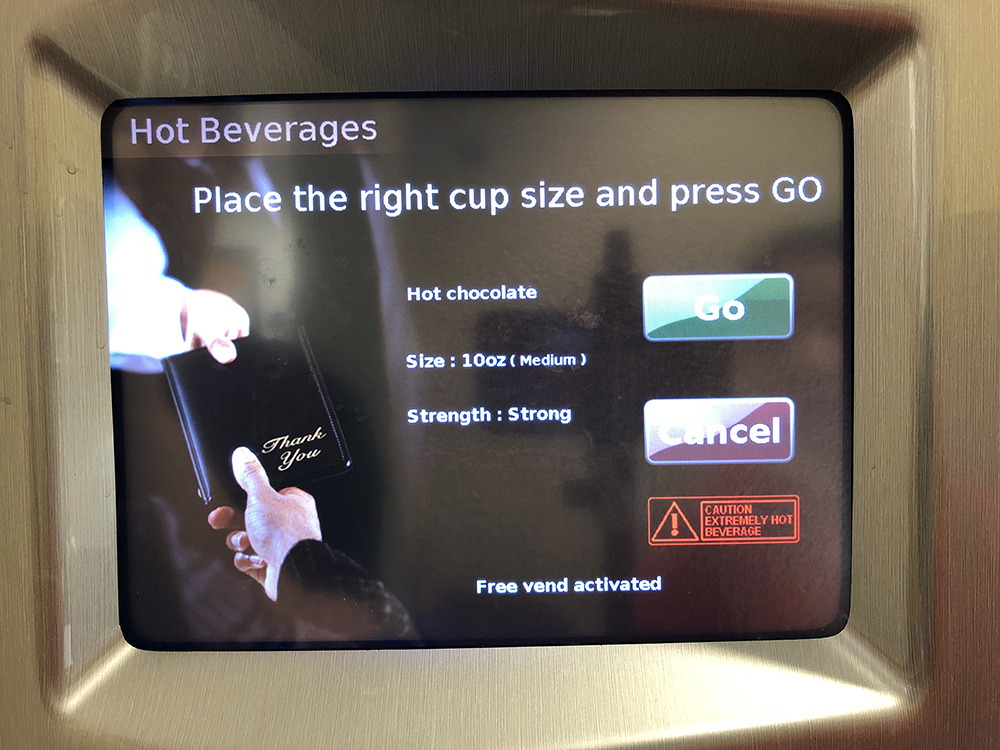 Hot Beverages
Place the right cup size and press GO
Hot chocolate
Go
Size : 10oz ( Medium )
Strength : Strong
Cancel
Thank
You
CAUTION
EXTREMELY HOT
BEVERAGE
Free vend activated